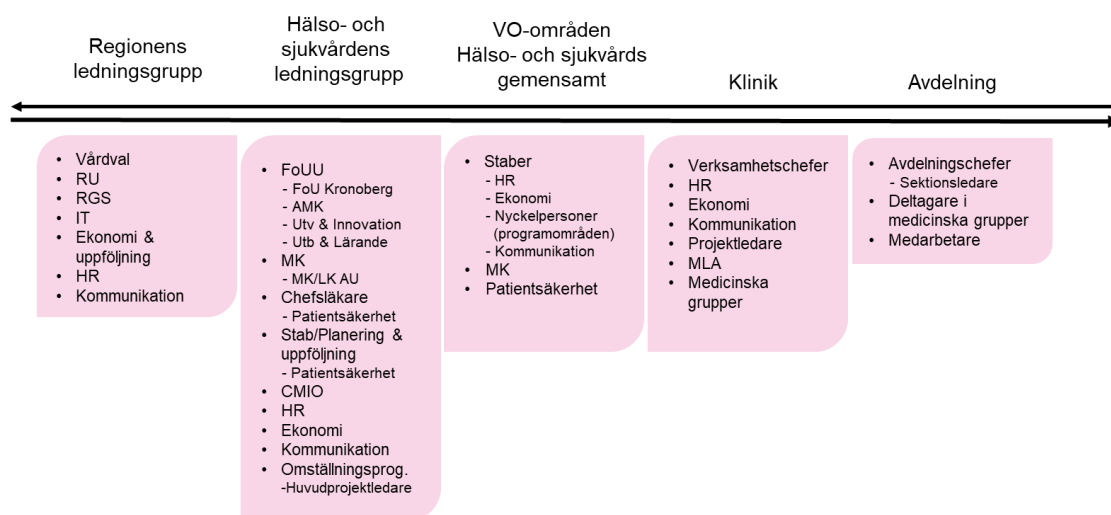 Regionens
ledningsgrupp
Hälso- och
sjukvårdens
ledningsgrupp
VO-områden
Hälso- och sjukvårds
gemensamt
Klinik
Avdelning
• Vårdval
• RU
• RGS
• IT
• Ekonomi &
uppföljning
• HR
• Kommunikation
• FoUU
- FoU Kronoberg
- AMK
- Utv & Innovation
- Utb & Lärande
• MK
- MK/LK AU
• Chefsläkare
- Patientsäkerhet
• Stab/Planering &
uppföljning
- Patientsäkerhet
• CMIO
• HR
• Ekonomi
• Kommunikation
• Omställningsprog.
-Huvudprojektledare
• Staber
- HR
- Ekonomi
- Nyckelpersoner
(programområden)
- Kommunikation
• MK
• Patientsäkerhet
• Verksamhetschefer
• HR
• Ekonomi
• Kommunikation
• Projektledare
• MLA
• Medicinska
grupper
• Avdelningschefer
- Sektionsledare
• Deltagare i
medicinska grupper
• Medarbetare